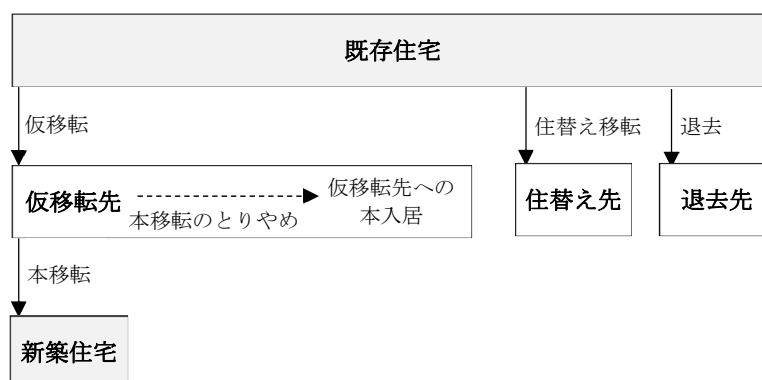 既存住宅
仮移転
住替え移転
退去
仮移転先
本移転のとりやめ
仮移転先への
本入居
住替え先
退去先
本移転
新築住宅